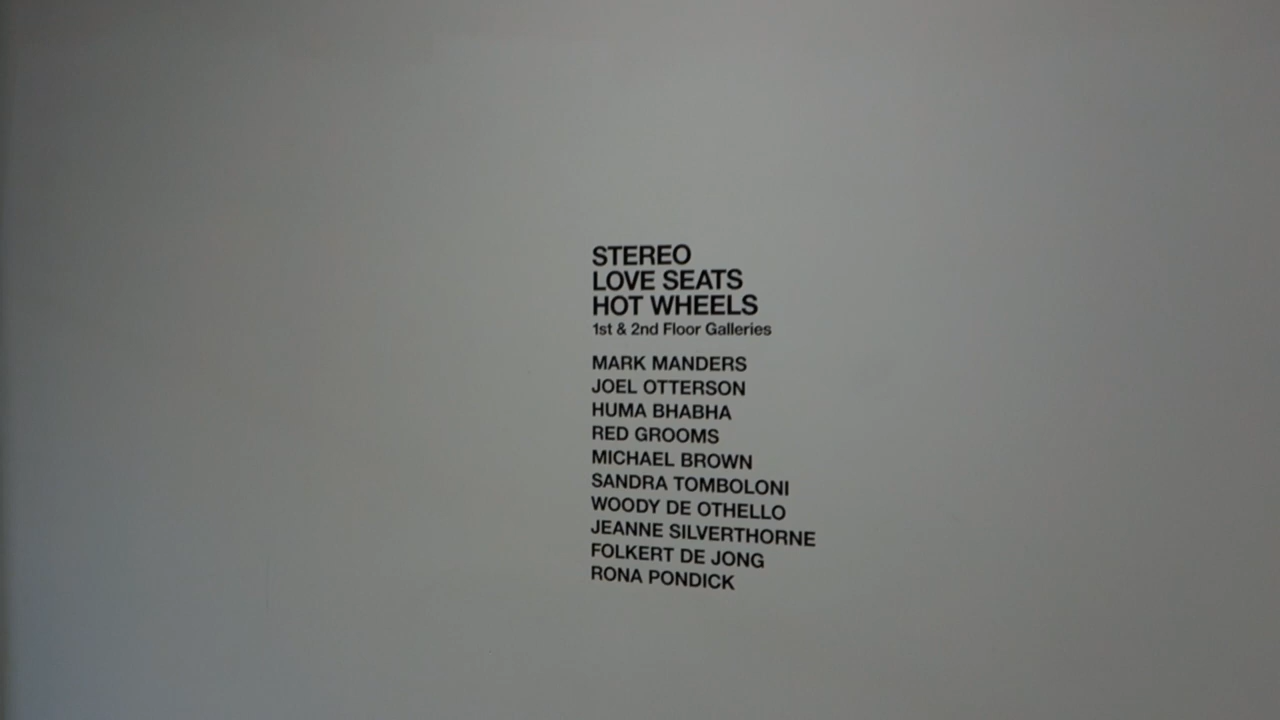 STEREO
LOVE SEATS
HOT WHEELS
1st & 2nd Floor Galleries
MARK MANDERS
JOEL OTTERSON
HUMA BHABHA
RED GROOMS
MICHAEL BROWN
SANDRA TOMBOLONI
WOODY DE OTHELLO
JEANNE SILVERTHORNE
FOLKERT DE JONG
RONA PONDICK